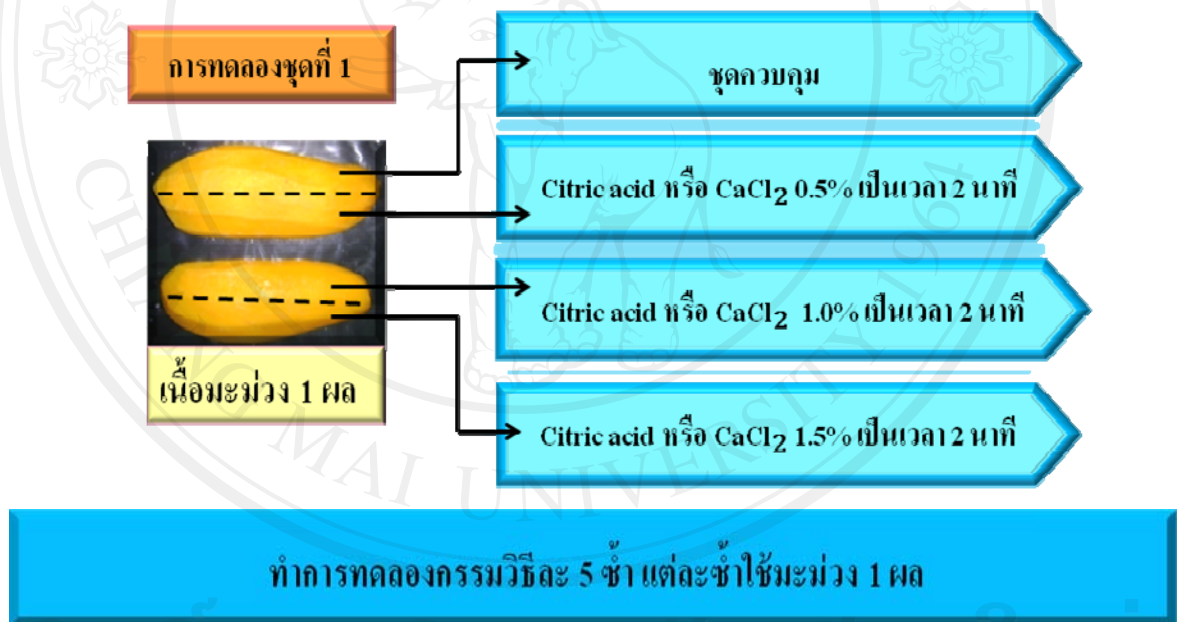 การทดลองชุดที่ 1
ชุดควบคุม
Citric acid หรือ CaCl2 0.5% เป็นเวลา 2 นาที
Citric acid หรือ CaCl2 1.0% เป็นเวลา 2 นาที
เนื้อมะม่วง 1 ผล
Citric acid หรือ CaCl2 1.5% เป็นเวลา 2 นาที
ทำการทดลองกรรมวิธีละ 5 ซ้ำ แต่ละซ้ำใช้มะม่วง 1 ผล
CHIANG MAI UNIVERSITY 1964